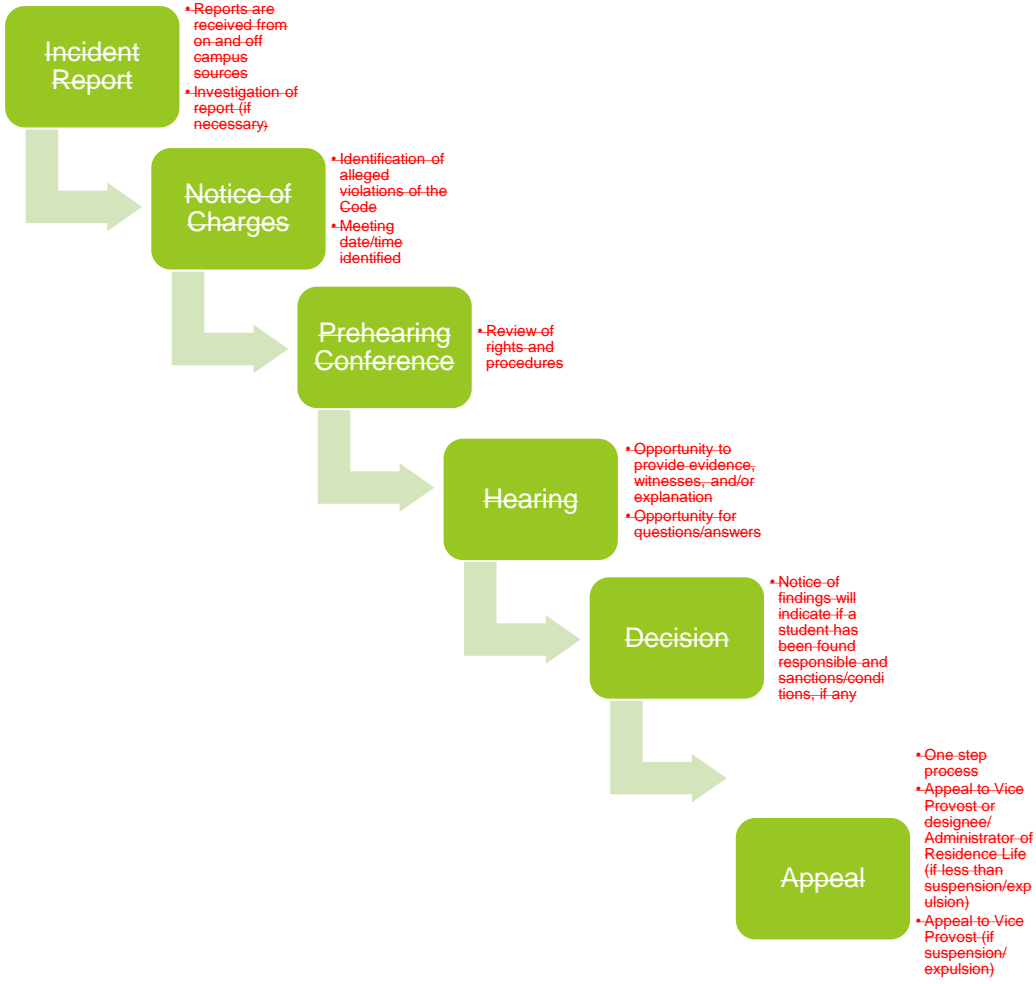 Incident
Report
• Reports are
received from
on and off
campus
sources
• Investigation of
report (if
necessary)
Notice of
Charges
• Identification of
alleged
violations of the
Code
• Meeting
date/time
identified
Prehearing
Conference
• Review of
rights and
procedures
Hearing
• Opportunity to
provide evidence,
witnesses, and/or
explanation
• Opportunity for
questions/answers
Decision
• Notice of
findings will
indicate if a
student has
been found
responsible and
sanctions/condi
tions, if any
Appeal
• One step
process
• Appeal to Vice
Provost or
designee/
Administrator of
Residence Life
(if less than
suspension/exp
ulsion)
• Appeal to Vice
Provost (if
suspension/
expulsion)